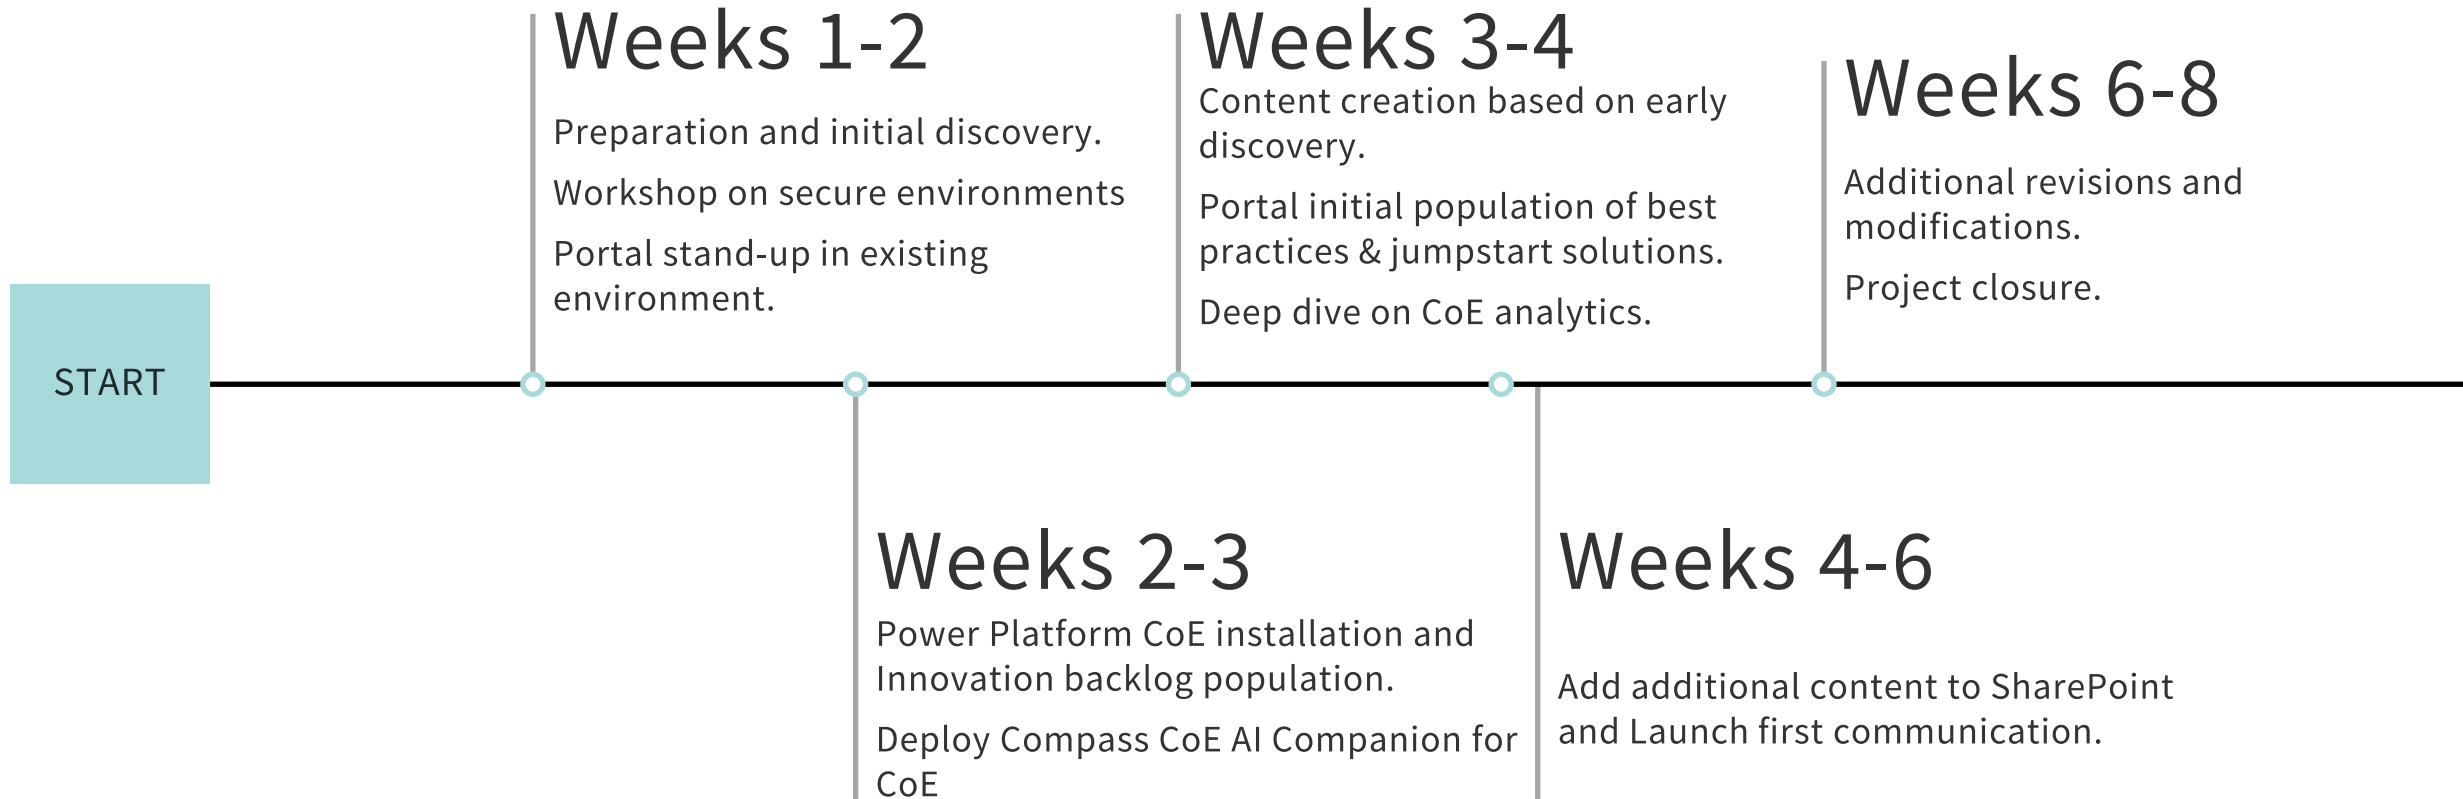 START
Weeks 1-2
Preparation and initial discovery.
Workshop on secure environments
Portal stand-up in existing
environment.
Weeks 2-3
Power Platform CoE installation and
Innovation backlog population.
Deploy Compass CoE AI Companion for
CoE
Weeks 3-4
Content creation based on early
discovery.
Portal initial population of best
practices & jumpstart solutions.
Deep dive on CoE analytics.
Weeks 4-6
Add additional content to SharePoint
and Launch first communication.
Weeks 6-8
Additional revisions and
modifications.
Project closure.